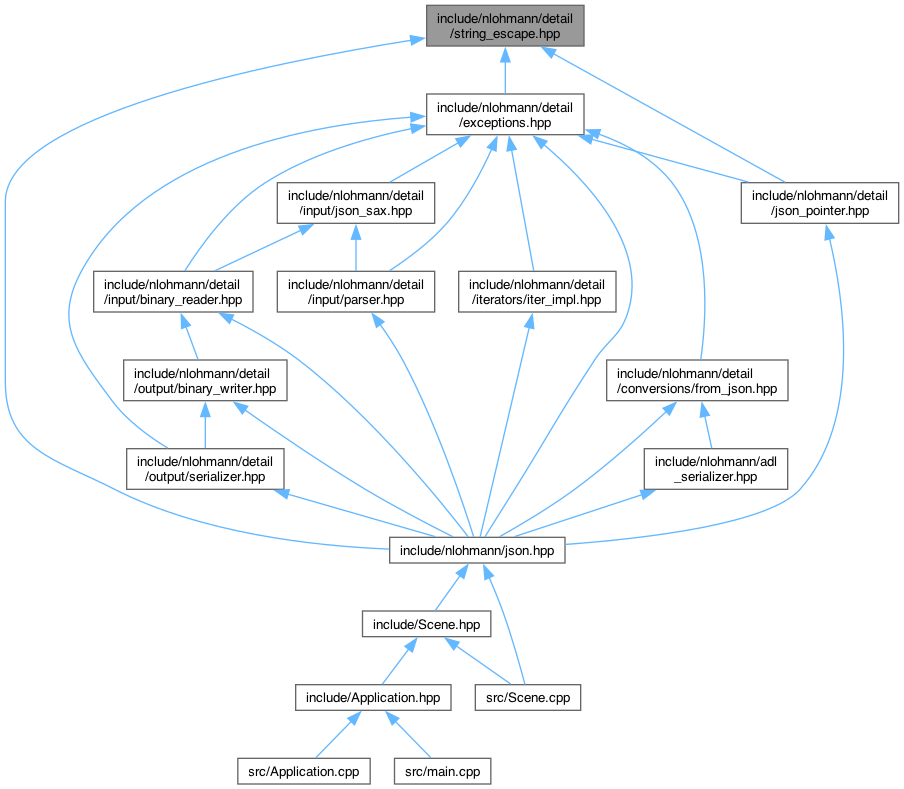 include/nlohmann/detail
/string_escape.hpp
include/nlohmann/detail
/exceptions.hpp
include/nlohmann/detail
/input/json_sax.hpp
include/nlohmann/detail
/json_pointer.hpp
include/nlohmann/detail
/input/binary_reader.hpp
include/nlohmann/detail
/input/parser.hpp
include/nlohmann/detail
/iterators/iter_impl.hpp
include/nlohmann/detail
/output/binary_writer.hpp
include/nlohmann/detail
/conversions/from_json.hpp
include/nlohmann/detail
/output/serializer.hpp
include/nlohmann/adl
_serializer.hpp
include/nlohmann/json.hpp
include/Scene.hpp
include/Application.hpp
src/Scene.cpp
src/Application.cpp
src/main.cpp